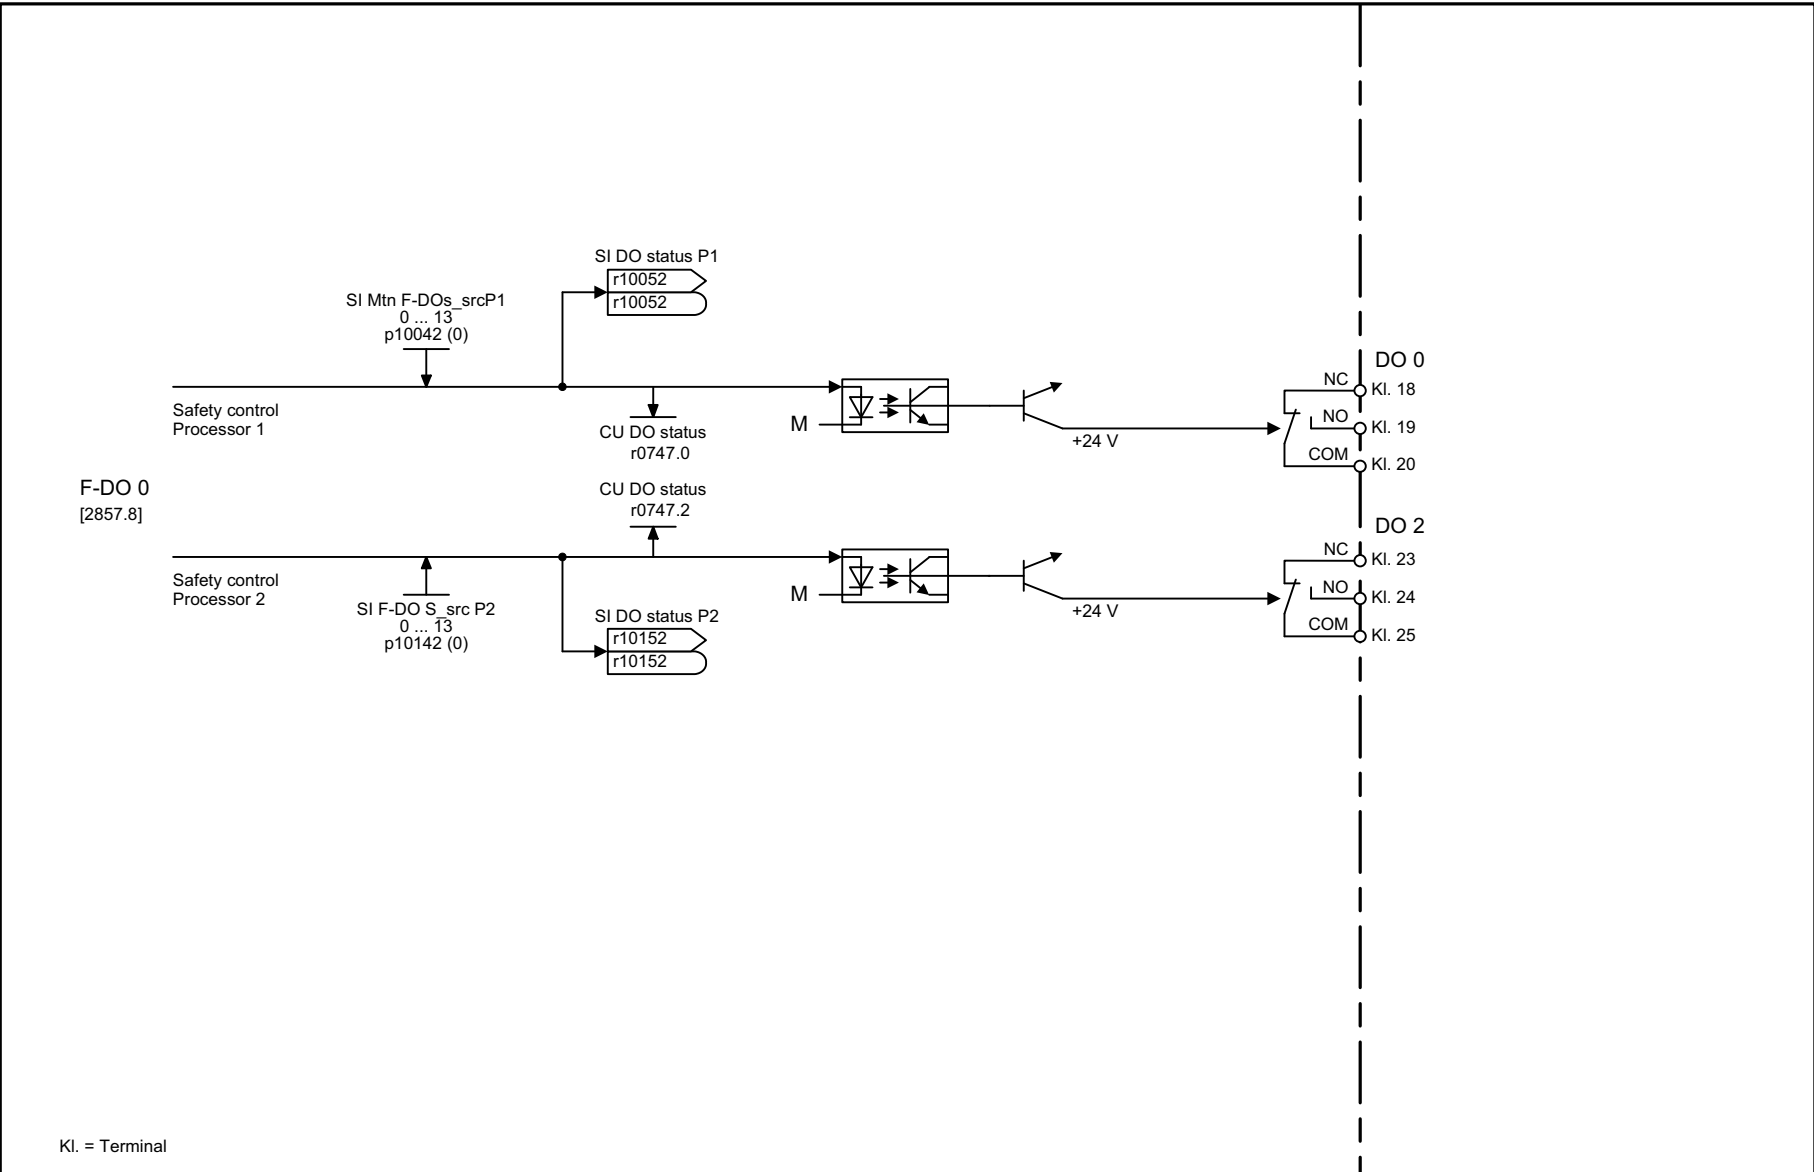 SI DO status P1
r10052
r10052
SI Mtn F-DOs_srcP1
0 ... 13
p10042 (0)
Safety control
Processor 1
CU DO status
r0747.0
M
+24 V
DO 0
NC
Kl. 18
NO
Kl. 19
COM
Kl. 20
F-DO 0
[2857.8]
CU DO status
r0747.2
Safety control
Processor 2
SI F-DO S_src P2
0 ... 13
p10142 (0)
SI DO status P2
r10152
r10152
M
+24 V
DO 2
NC
Kl. 23
NO
Kl. 24
COM
Kl. 25
Kl. = Terminal